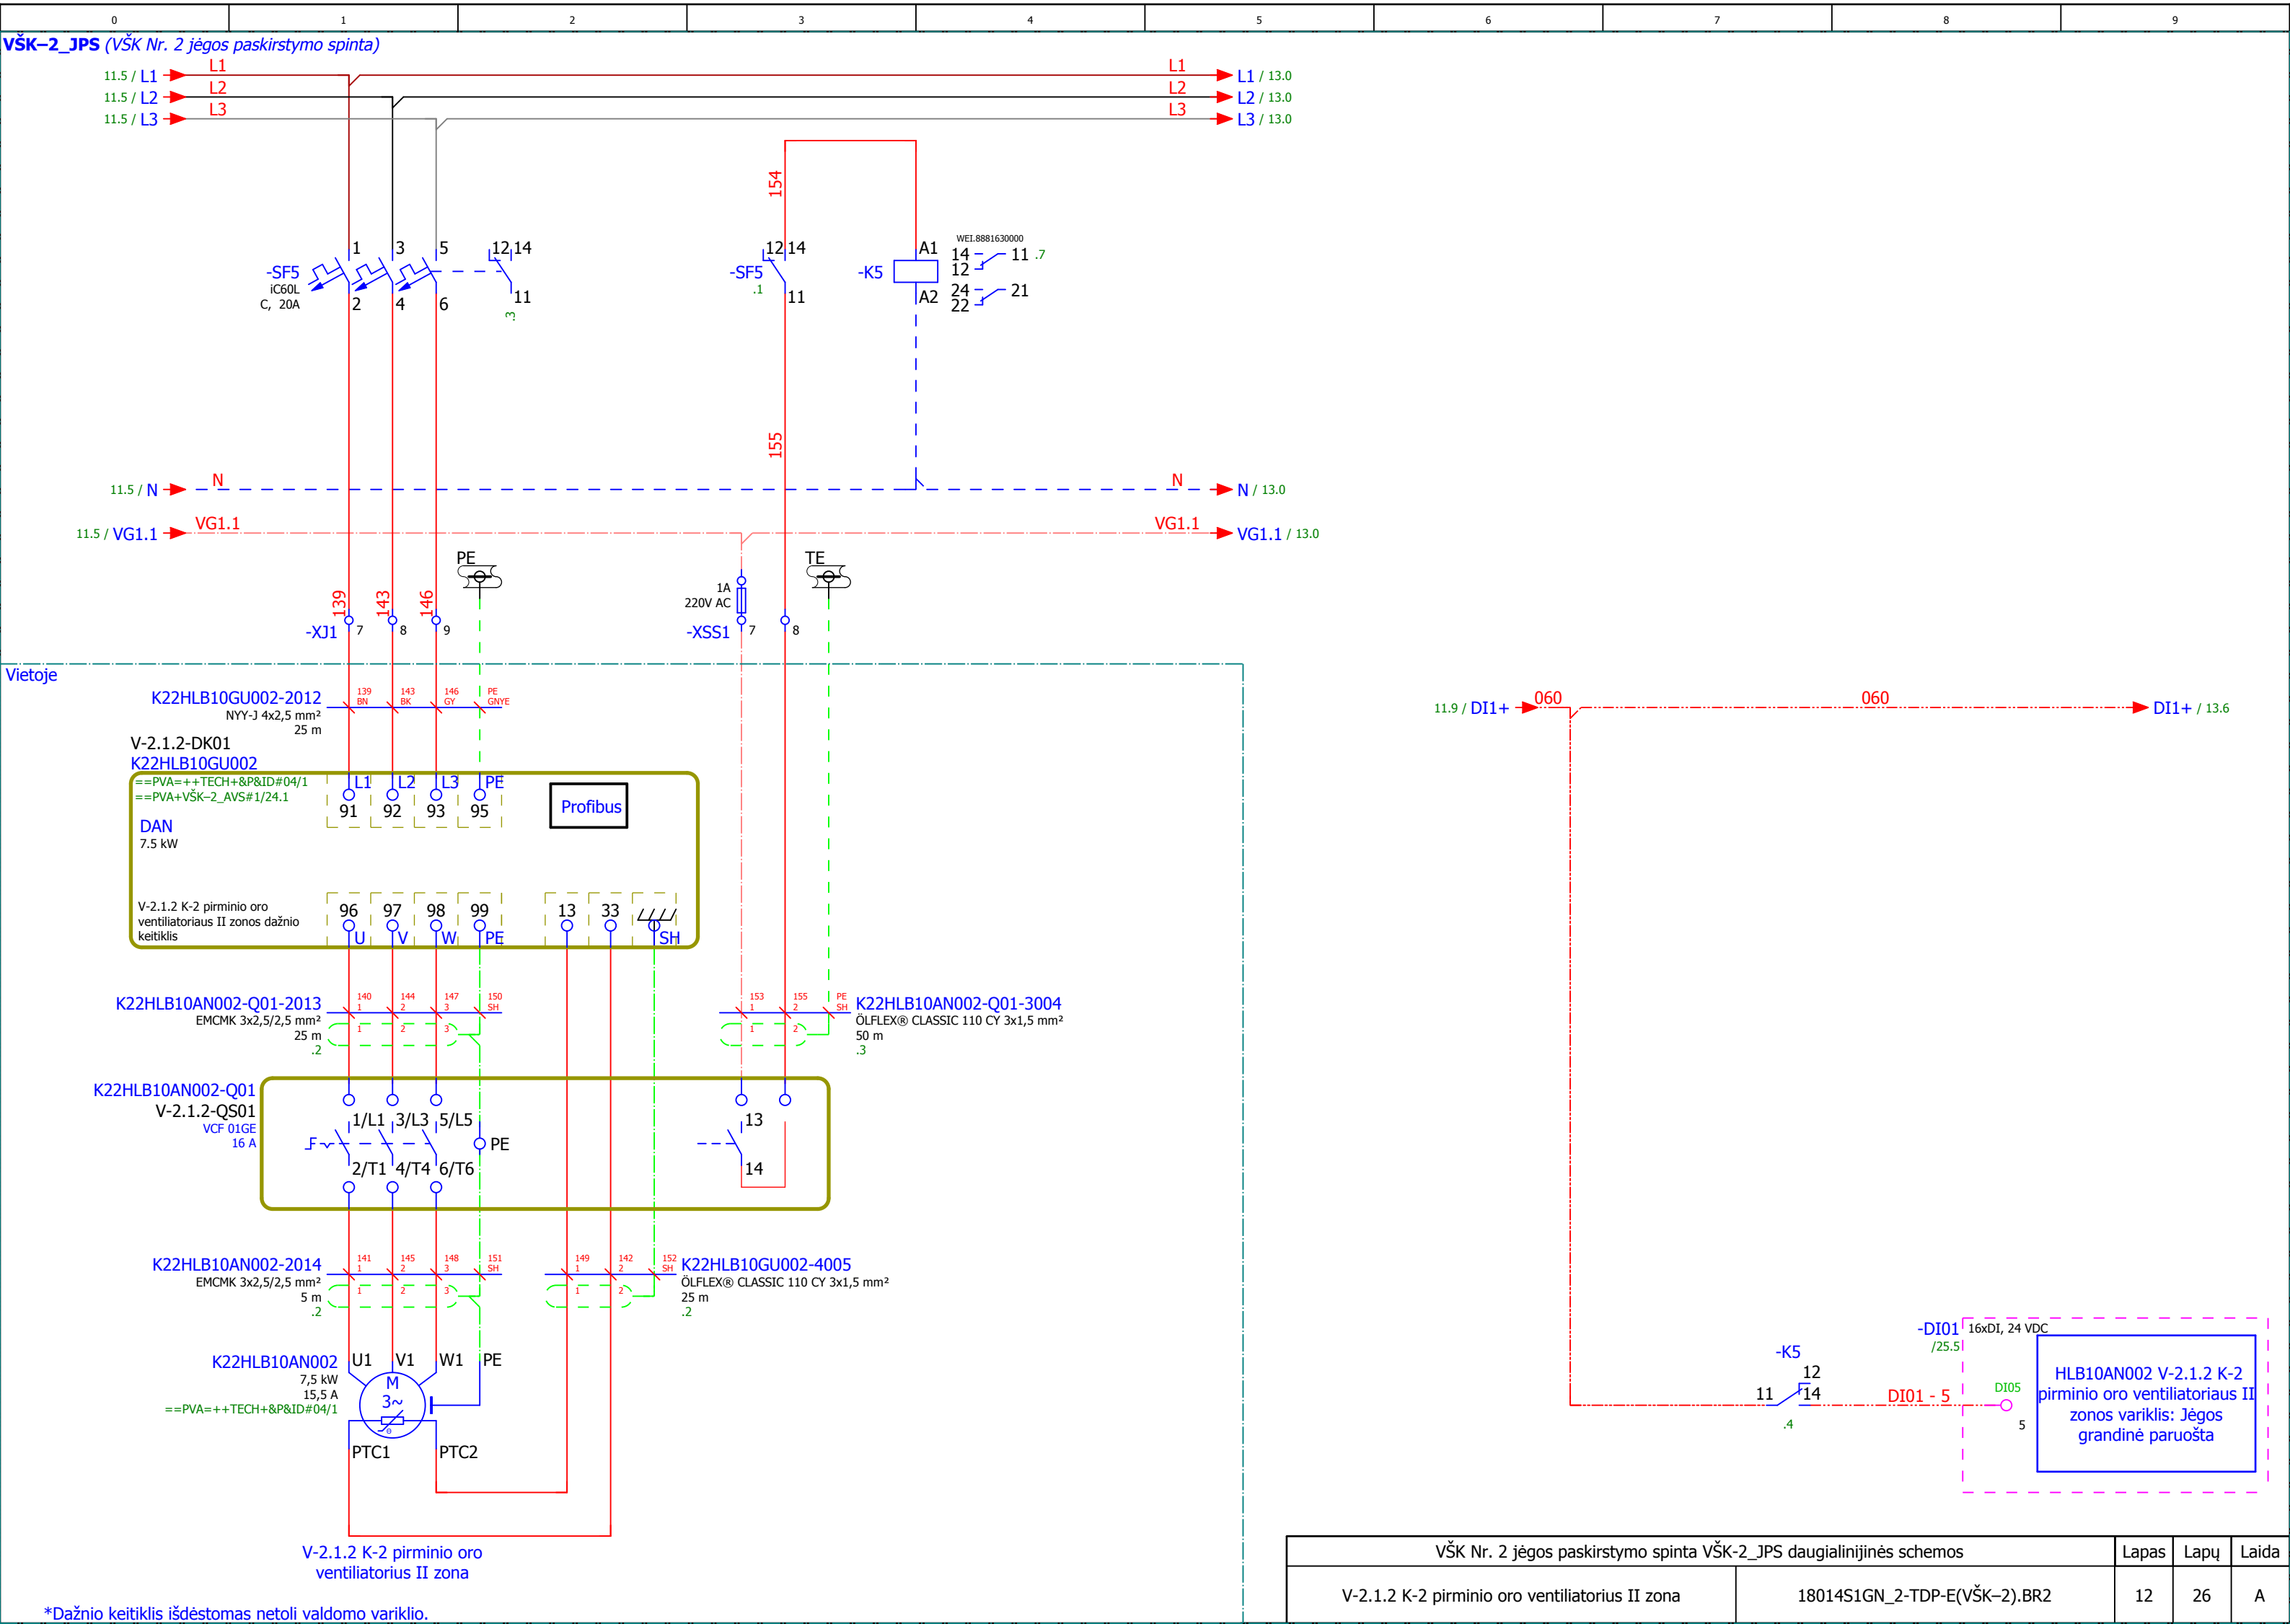 0 1 2 3 4 5 6 7 8 9
VŠK–2_JPS (VŠK Nr. 2 jėgos paskirstymo spinta)
11.5 / L1 L1 L1 L1 / 13.0
11.5 / L2 L2 L2 L2 / 13.0
11.5 / L3 L3 L3 L3 / 13.0
154
1 3 5 12 14
-SF5
iC60L
C, 20A
2 4 6 11
.3
12 14
-SF5
.1
11
-K5
A1
A2
WEI.8881630000
14 11 .7
12
24 21
22
155
11.5 / N N N N / 13.0
11.5 / VG1.1 VG1.1 VG1.1 VG1.1 / 13.0
PE
TE
1A
220V AC
139 143 146
-XJ1 7 8 9
-XSS1 7 8
Vietoje
K22HLB10GU002-2012
NYY-J 4x2,5 mm²
25 m
139 143 146 PE
BN BK GY GNYE
11.9 / DI1+ 060 060 DI1+ / 13.6
V-2.1.2-DK01
K22HLB10GU002
==PVA=++TECH+&P&ID#04/1
==PVA+VŠK–2_AVS#1/24.1
L1 L2 L3 PE
91 92 93 95
Profibus
DAN
7.5 kW
V-2.1.2 K-2 pirminio oro
ventiliatoriaus II zonos dažnio
keitiklis
96 97 98 99 13 33
U V W PE SH
K22HLB10AN002-Q01-2013
EMCMK 3x2,5/2,5 mm²
25 m
.2
140 144 147 150
1 2 3 SH
1 2 3
153 155 PE
1 2 SH
1 2
K22HLB10AN002-Q01-3004
ÖLFLEX® CLASSIC 110 CY 3x1,5 mm²
50 m
.3
K22HLB10AN002-Q01
V-2.1.2-QS01
VCF 01GE
16 A
1/L1 3/L3 5/L5
PE
2/T1 4/T4 6/T6
13
14
K22HLB10AN002-2014
EMCMK 3x2,5/2,5 mm²
5 m
.2
141 145 148 151
1 2 3 SH
1 2 3
149 142 152
1 2 SH
1 2
K22HLB10GU002-4005
ÖLFLEX® CLASSIC 110 CY 3x1,5 mm²
25 m
.2
K22HLB10AN002
7,5 kW
15,5 A
==PVA=++TECH+&P&ID#04/1
U1 V1 W1 PE
M
3~
PTC1 PTC2
-K5
12
11 14
.4
DI01 - 5
-DI01
/25.5
16xDI, 24 VDC
DI05
5
HLB10AN002 V-2.1.2 K-2
pirminio oro ventiliatoriaus II
zonos variklis: Jėgos
grandinė paruošta
V-2.1.2 K-2 pirminio oro
ventiliatorius II zona
*Dažnio keitiklis išdėstomas netoli valdomo variklio.
VŠK Nr. 2 jėgos paskirstymo spinta VŠK-2_JPS daugialinijinės schemos Lapas Lapų Laida
V-2.1.2 K-2 pirminio oro ventiliatorius II zona 18014S1GN_2-TDP-E(VŠK–2).BR2 12 26 A